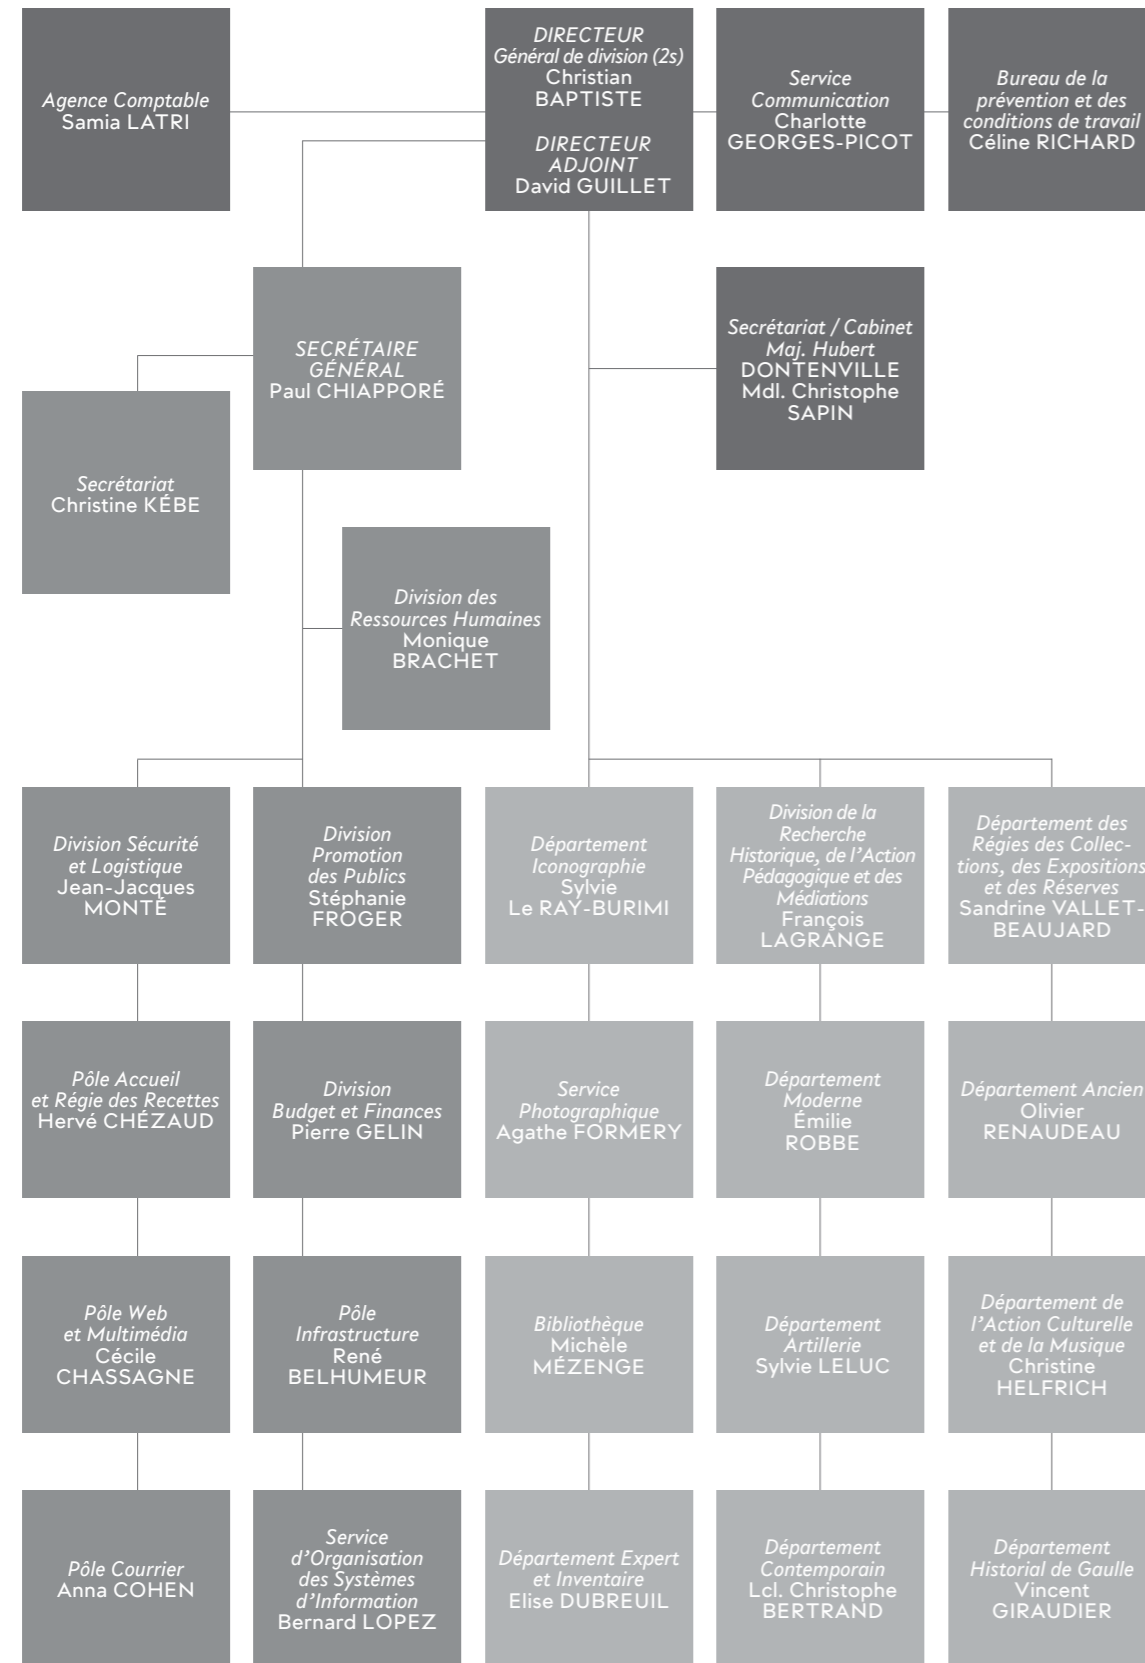 Agence Comptable
Samia LATRI
DIRECTEUR
Général de division (2s)
Christian
BAPTISTE
DIRECTEUR
ADJOINT
David GUILLET
Service
Communication
Charlotte
GEORGES-PICOT
Bureau de la
prévention et des
conditions de travail
Céline RICHARD
SECRÉTAIRE
GÉNÉRAL
Paul CHIAPPORÉ
Secrétariat / Cabinet
Maj. Hubert
DONTENVILLE
Mdl. Christophe
SAPIN
Secrétariat
Christine KÉBE
Division des
Ressources Humaines
Monique
BRACHET
Division Sécurité
et Logistique
Jean-Jacques
MONTÉ
Division
Promotion
des Publics
Stéphanie
FROGER
Département
Iconographie
Sylvie
Le RAY-BURIMI
Division de la
Recherche
Historique, de l’Action
Pédagogique et des
Médiations
François
LAGRANGE
Département des
Régies des Collec-
tions, des Expositions
et des Réserves
Sandrine VALLET-
BEAUJARD
Pôle Accueil
et Régie des Recettes
Hervé CHÉZAUD
Division
Budget et Finances
Pierre GELIN
Service
Photographique
Agathe FORMERY
Département
Moderne
Émilie
ROBBE
Département Ancien
Olivier
RENAUDEAU
Pôle Web
et Multimédia
Cécile
CHASSAGNE
Pôle
Infrastructure
René
BELHUMEUR
Bibliothèque
Michèle
MÉZENGE
Département
Artillerie
Sylvie LELUC
Département de
l’Action Culturelle
et de la Musique
Christine
HELFRICH
Pôle Courrier
Anna COHEN
Service
d’Organisation
des Systèmes
d’Information
Bernard LOPEZ
Département Expert
et Inventaire
Elise DUBREUIL
Département
Contemporain
Lcl. Christophe
BERTRAND
Département
Historial de Gaulle
Vincent
GIRAUDIER